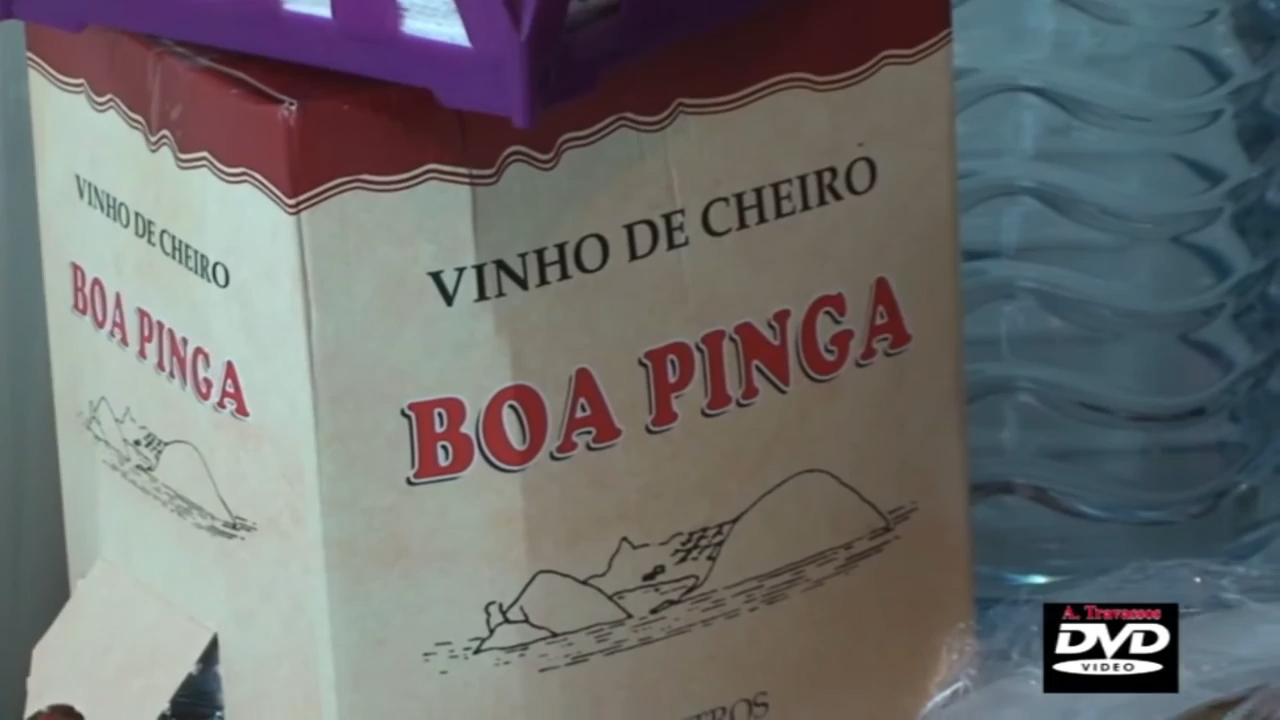 VINHO DE CHEIRO
BOA PINGA
VINHO DE CHEIRO
BOA PINGA
A. Travassos
DVD
VIDEO